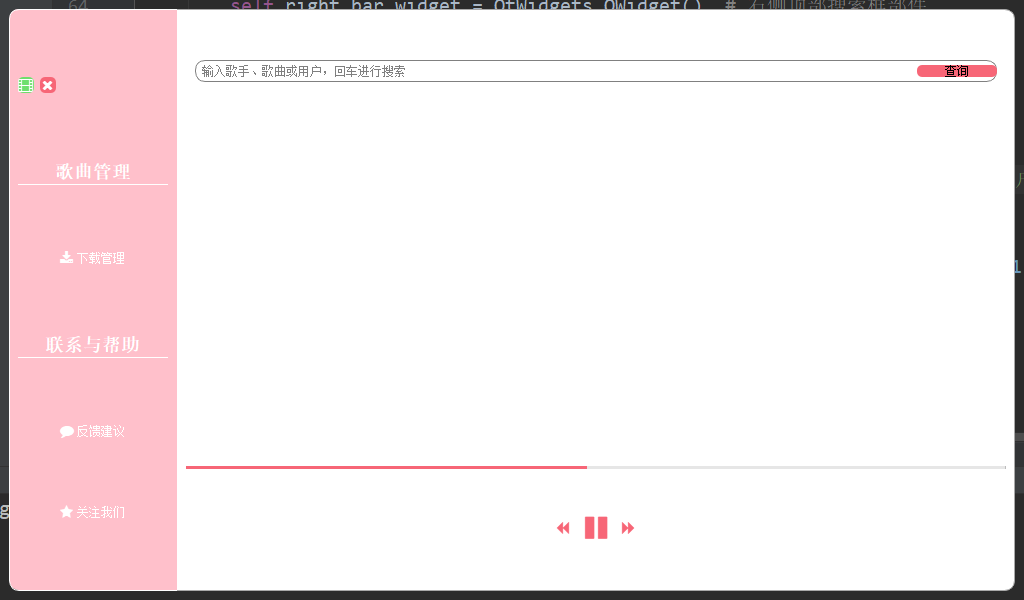 64 self.right_bar_widget = QtWidgets.QWidget() # 右侧顶部搜索框部件
输入歌手、歌曲或用户，回车进行搜索 查询
歌曲管理
下载管理
联系与帮助
反馈建议
关注我们